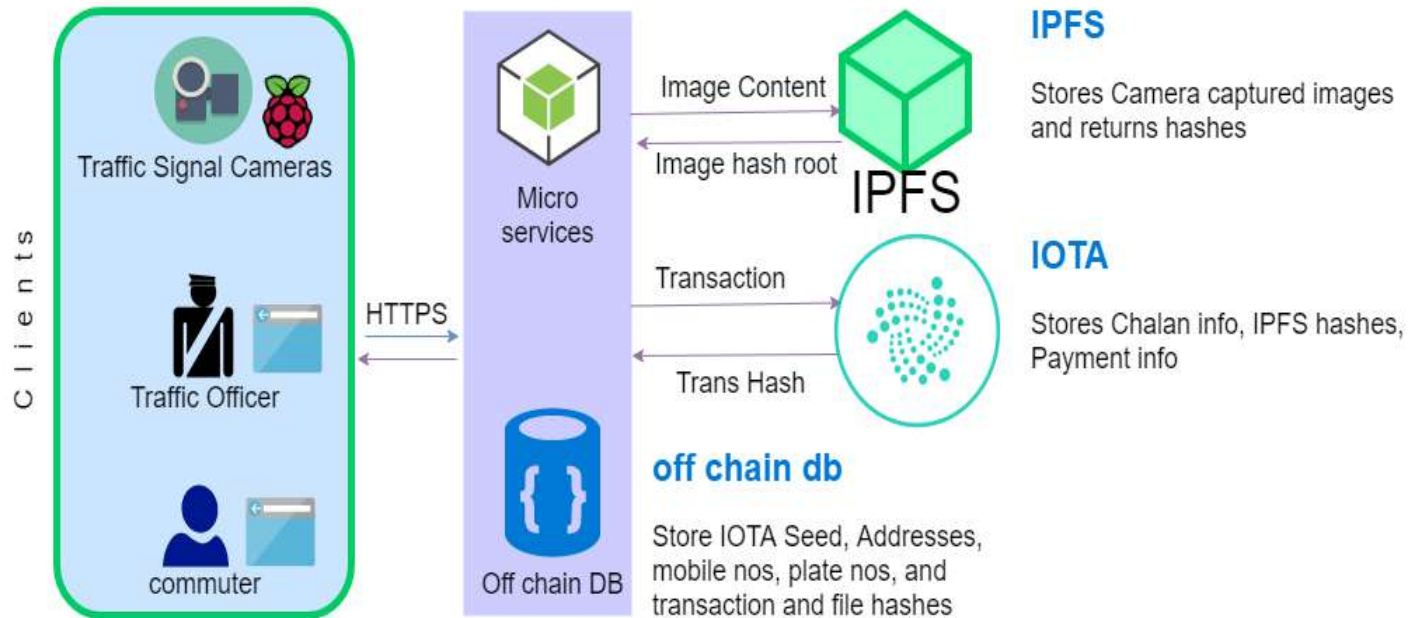 Clients
Traffic Signal Cameras
Traffic Officer
commuter
HTTPS
Micro
services
Off chain DB
Image Content
Image hash root
IPFS
Transaction
Trans Hash
IPFS
Stores Camera captured images
and returns hashes
IOTA
Stores Chalan info, IPFS hashes,
Payment info
off chain db
Store IOTA Seed, Addresses,
mobile nos, plate nos, and
transaction and file hashes